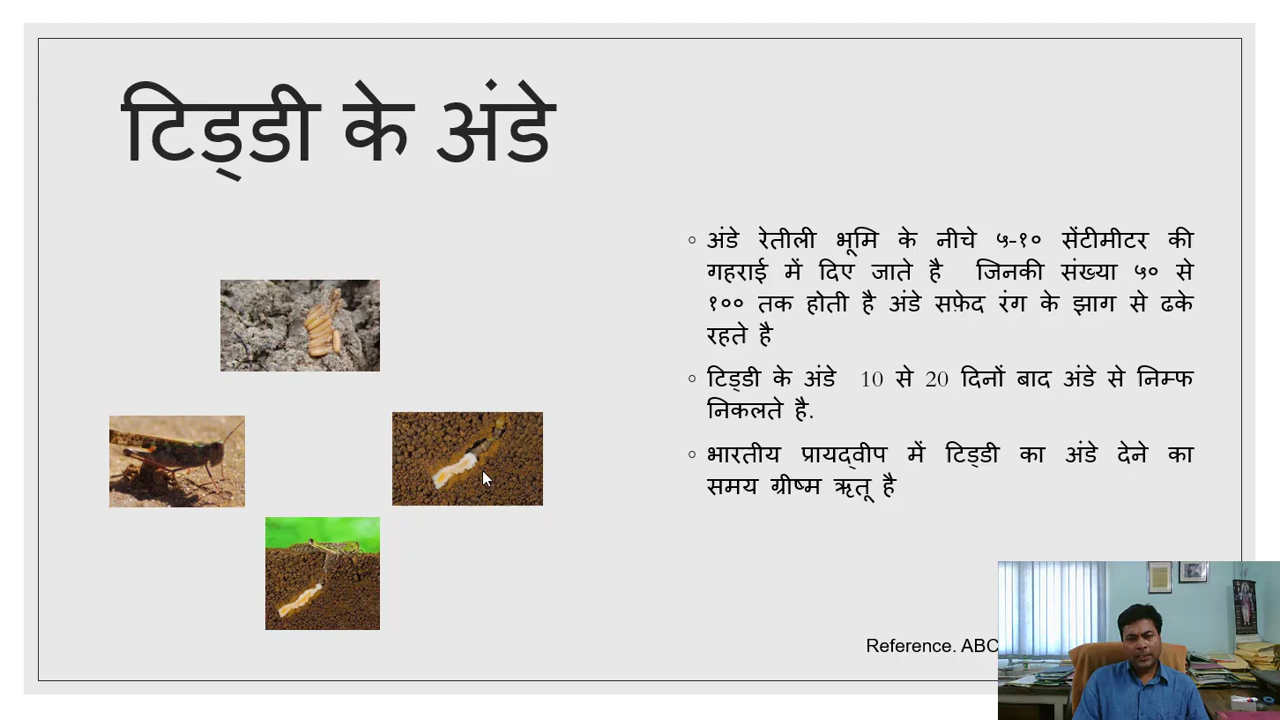 टिड्डी के अंडे
◦ अंडे रेतीली भूमि के नीचे ५-१० सेंटीमीटर की
गहराई में दिए जाते है जिनकी संख्या ५० से
१०० तक होती है अंडे सफ़ेद रंग के झाग से ढके
रहते है
◦ टिड्डी के अंडे 10 से 20 दिनों बाद अंडे से निम्फ
निकलते है.
◦ भारतीय प्रायद्वीप में टिड्डी का अंडे देने का
समय ग्रीष्म ऋतू है
Reference. ABC